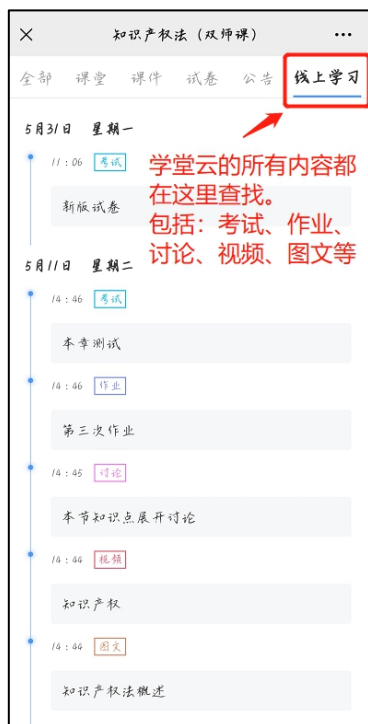 知识产权法（双师课）
全部 课堂 课件 试卷 公告 线上学习
5月31日 星期一
11:06 考试
学堂云的所有内容都
在这里查找。
包括：考试、作业、
讨论、视频、图文等
新版试卷
5月11日 星期二
14:46 考试
本章测试
14:46 作业
第三次作业
14:45 讨论
本节知识点展开讨论
14:44 视频
知识产权
14:44 图文
知识产权法概述